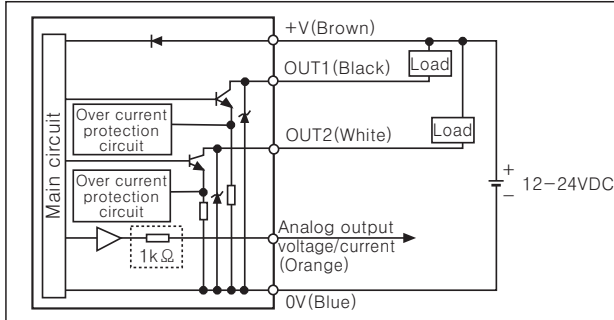 +V(Brown)
Load
OUT1(Black)
Over current
protection
circuit
OUT2(White)
Load
Main circuit
Over current
protection
circuit
+
−
12−24VDC
Analog output
voltage/current
(Orange)
1kΩ
0V(Blue)